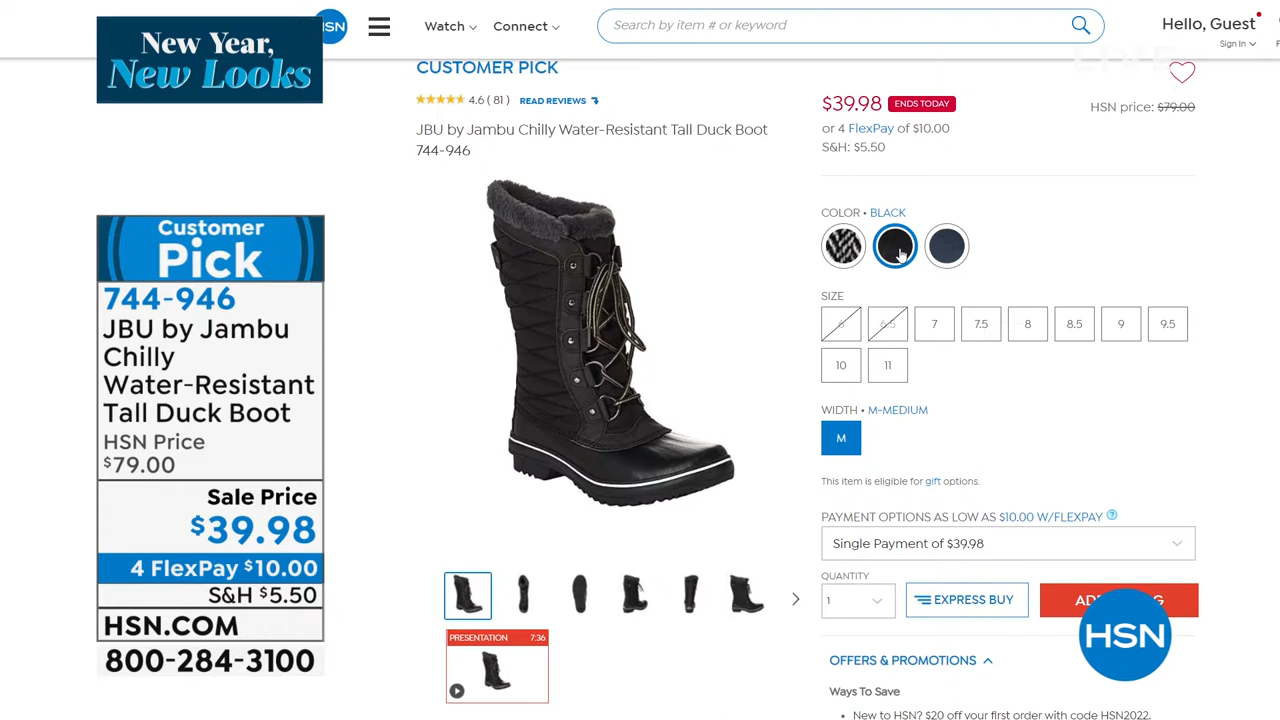 New Year,
New Looks
HSN
Watch
Connect
Search by item # or keyword
Hello, Guest
Sign In
LIVE
CUSTOMER PICK
4.6 ( 81 ) READ REVIEWS
JBU by Jambu Chilly Water-Resistant Tall Duck Boot
744-946
$39.98 ENDS TODAY
HSN price: $79.00
or 4 FlexPay of $10.00
S&H: $5.50
COLOR • BLACK
SIZE
6 6.5 7 7.5 8 8.5 9 9.5
10 11
WIDTH • M-MEDIUM
M
This item is eligible for gift options.
PAYMENT OPTIONS AS LOW AS $10.00 W/FLEXPAY ?
Single Payment of $39.98
QUANTITY
1
EXPRESS BUY
HSN
OFFERS & PROMOTIONS
Ways To Save
• New to HSN? $20 off your first order with code HSN2022.
PRESENTATION 7:36
Customer
Pick
744-946
JBU by Jambu
Chilly
Water-Resistant
Tall Duck Boot
HSN Price
$79.00
Sale Price
$39.98
4 FlexPay $10.00
S&H $5.50
HSN.COM
800-284-3100